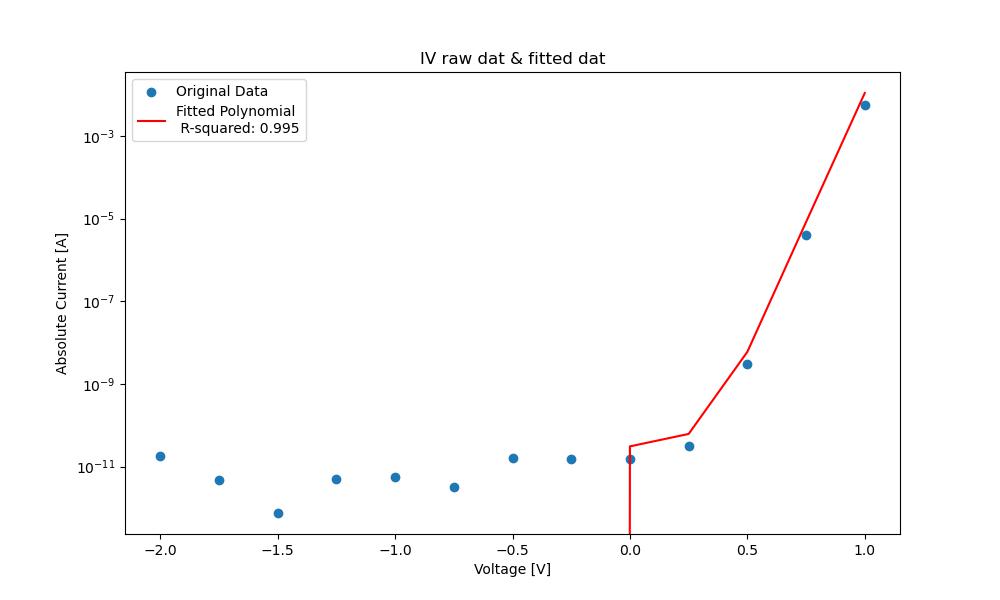 IV raw dat & fitted dat
Original Data
Fitted Polynomial
R-squared: 0.995
Absolute Current [A]
10⁻³
10⁻⁵
10⁻⁷
10⁻⁹
10⁻¹¹
−2.0 −1.5 −1.0 −0.5 0.0 0.5 1.0
Voltage [V]